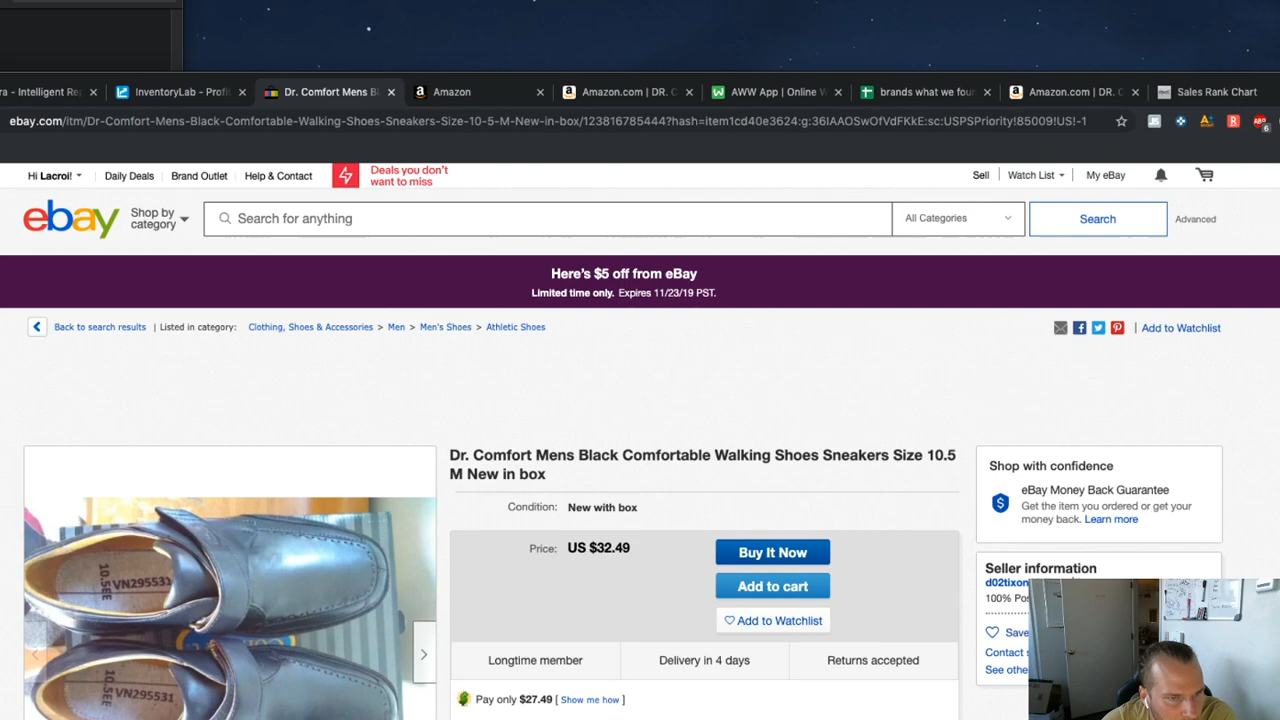 ra - Intelligent Re
InventoryLab - Profi
Dr. Comfort Mens Bl
Amazon
Amazon.com | DR. C
AWW App | Online W
brands what we four
Amazon.com | DR. C
Sales Rank Chart
ebay.com/itm/Dr-Comfort-Mens-Black-Comfortable-Walking-Shoes-Sneakers-Size-10-5-M-New-in-box/123816785444?hash=item1cd40e3624:g:36IAAOSwOfVdFKkE:sc:USPSPriority!85009!US!-1
6
Hi Lacroi!
Daily Deals
Brand Outlet
Help & Contact
Deals you don't
want to miss
Sell
Watch List
My eBay
ebay
Shop by
category
Search for anything
All Categories
Search
Advanced
Here's $5 off from eBay
Limited time only. Expires 11/23/19 PST.
Back to search results | Listed in category: Clothing, Shoes & Accessories > Men > Men's Shoes > Athletic Shoes
| Add to Watchlist
10.5EE
VN295531
10.5EE
VN295531
Dr. Comfort Mens Black Comfortable Walking Shoes Sneakers Size 10.5
M New in box
Condition: New with box
Price: US $32.49
Buy It Now
Add to cart
Add to Watchlist
Longtime member
Delivery in 4 days
Returns accepted
Pay only $27.49 [ Show me how ]
Shop with confidence
eBay Money Back Guarantee
Get the item you ordered or get your
money back. Learn more
Seller information
d02tixon
100% Pos
Save
Contact s
See othe